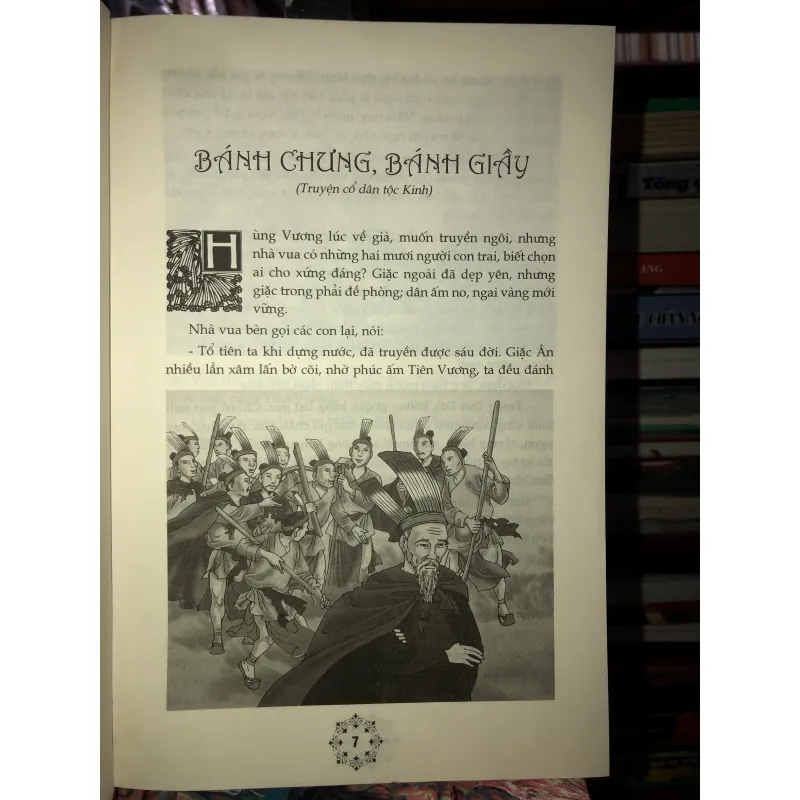 BÁNH CHƯNG, BÁNH GIẦY
(Truyện cổ dân tộc Kinh)
Hùng Vương lúc về già, muốn truyền ngôi, nhưng
nhà vua có những hai mươi người con trai, biết chọn
ai cho xứng đáng? Giặc ngoài đã dẹp yên, nhưng
giặc trong phải đề phòng; dân ấm no, ngai vàng mới
vững.
Nhà vua bèn gọi các con lại, nói:
- Tổ tiên ta khi dựng nước, đã truyền được sáu đời. Giặc Ân
nhiều lần xâm lấn bờ cõi, nhờ phúc ấm Tiên Vương, ta đều đánh
7